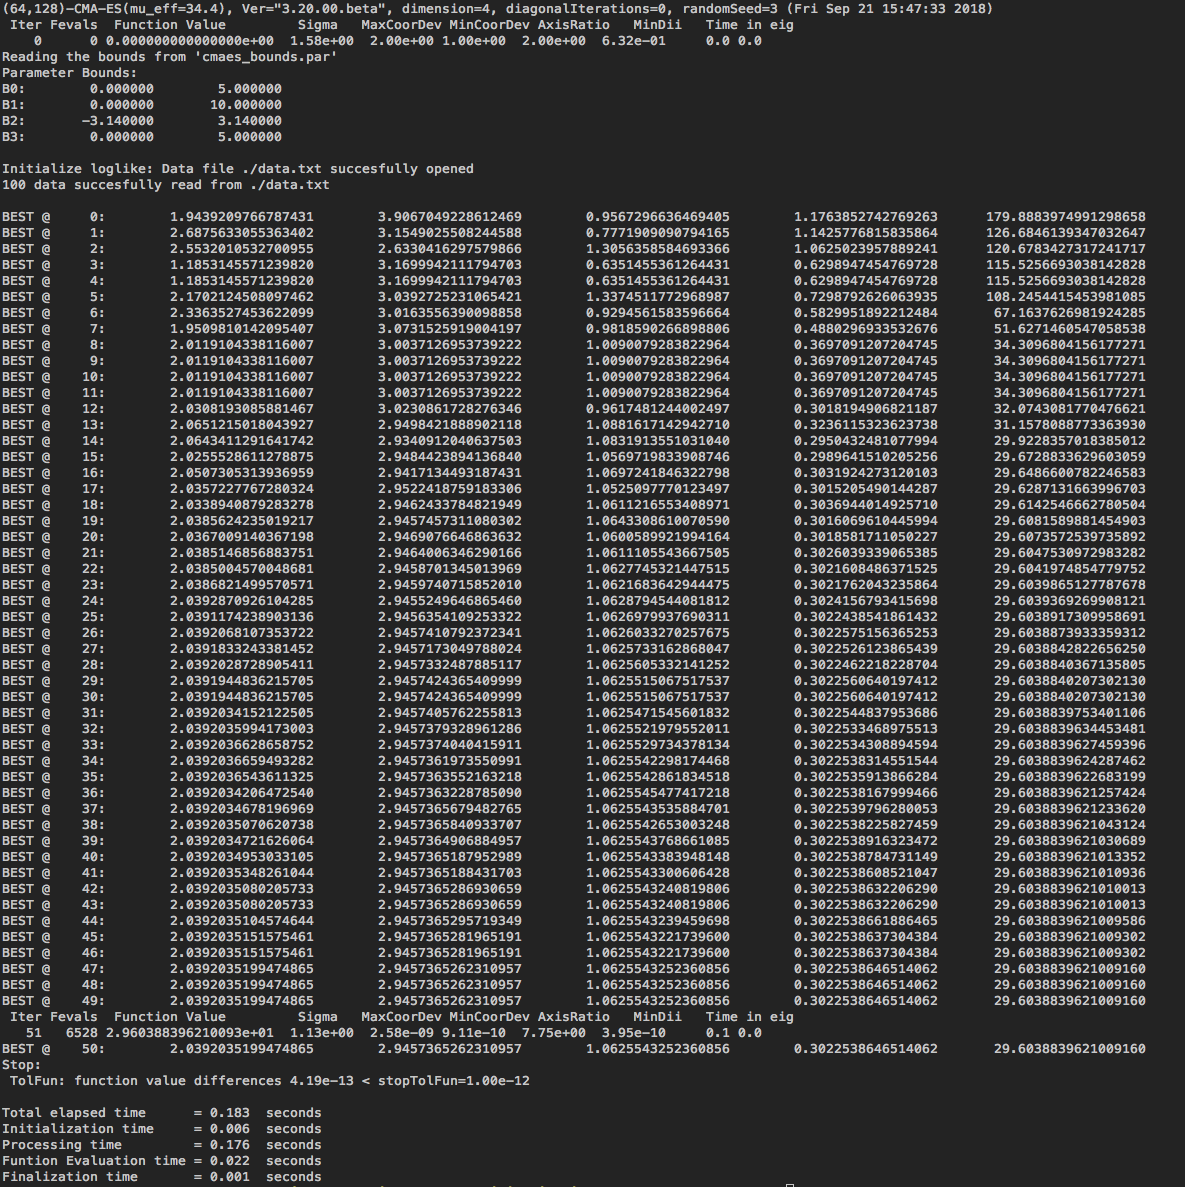 (64,128)-CMA-ES(mu_eff=34.4), Ver="3.20.00.beta", dimension=4, diagonalIterations=0, randomSeed=3 (Fri Sep 21 15:47:33 2018)
Iter Fevals  Function Value         Sigma   MaxCoorDev MinCoorDev AxisRatio   MinDii   Time in eig
0      0 0.000000000000000e+00  1.58e+00  2.00e+00 1.00e+00  2.00e+00  6.32e-01     0.0 0.0
Reading the bounds from 'cmaes_bounds.par'
Parameter Bounds:
B0:        0.000000        5.000000
B1:        0.000000       10.000000
B2:       -3.140000        3.140000
B3:        0.000000        5.000000
Initialize loglike: Data file ./data.txt succesfully opened
100 data succesfully read from ./data.txt
BEST @     0:        1.9439209766787431        3.9067049228612469        0.9567296636469405        1.1763852742769263      179.8883974991298658
BEST @     1:        2.6875633055363402        3.1549025508244588        0.7771909090794165        1.1425776815835864      126.6846139347032647
BEST @     2:        2.5532010532700955        2.6330416297579866        1.3056358584693366        1.0625023957889241      120.6783427317241717
BEST @     3:        1.1853145571239820        3.1699942111794703        0.6351455361264431        0.6298947454769728      115.5256693038142828
BEST @     4:        1.1853145571239820        3.1699942111794703        0.6351455361264431        0.6298947454769728      115.5256693038142828
BEST @     5:        2.1702124508097462        3.0392725231065421        1.3374511772968987        0.7298792626063935      108.2454415453981085
BEST @     6:        2.3363527453622099        3.0163556390098858        0.9294561583596664        0.5829951892212484       67.1637626981924285
BEST @     7:        1.9509810142095407        3.0731525919004197        0.9818590266898806        0.4880296933532676       51.6271460547058538
BEST @     8:        2.0119104338116007        3.0037126953739222        1.0090079283822964        0.3697091207204745       34.3096804156177271
BEST @     9:        2.0119104338116007        3.0037126953739222        1.0090079283822964        0.3697091207204745       34.3096804156177271
BEST @    10:        2.0119104338116007        3.0037126953739222        1.0090079283822964        0.3697091207204745       34.3096804156177271
BEST @    11:        2.0119104338116007        3.0037126953739222        1.0090079283822964        0.3697091207204745       34.3096804156177271
BEST @    12:        2.0308193085881467        3.0230861728276346        0.9617481244002497        0.3018194906821187       32.0743081770476621
BEST @    13:        2.0651215018043927        2.9498421888902118        1.0881617142942710        0.3236115323623738       31.1578088773363930
BEST @    14:        2.0643411291641742        2.9340912040637503        1.0831913551031040        0.2950432481077994       29.9228357018385012
BEST @    15:        2.0255528611278875        2.9484423894136840        1.0569719833908746        0.2989641510205256       29.6728833629603059
BEST @    16:        2.0507305313936959        2.9417134493187431        1.0697241846322798        0.3031924273120103       29.6486600782246583
BEST @    17:        2.0357227767280324        2.9522418759183306        1.0525097770123497        0.3015205490144287       29.6287131663996703
BEST @    18:        2.0338940879283278        2.9462433784821949        1.0611216553408971        0.3036944014925710       29.6142546662780504
BEST @    19:        2.0385624235019217        2.9457457311080302        1.0643308610070590        0.3016069610445994       29.6081589881454903
BEST @    20:        2.0367009140367198        2.9469076646863632        1.0600589921994164        0.3018581711050227       29.6073572539735892
BEST @    21:        2.0385146856883751        2.9464006346290166        1.0611105543667505        0.3026039339065385       29.6047530972983282
BEST @    22:        2.0385004570048681        2.9458701345013969        1.0627745321447515        0.3021608486371525       29.6041974854779752
BEST @    23:        2.0386821499570571        2.9459740715852010        1.0621683642944475        0.3021762043235864       29.6039865127787678
BEST @    24:        2.0392870926104285        2.9455249646865460        1.0628794544081812        0.3024156793415698       29.6039369269908121
BEST @    25:        2.0391174238903136        2.9456354109253322        1.0626979937690311        0.3022438541861432       29.6038917309958691
BEST @    26:        2.0392068107353722        2.9457410792372341        1.0626033270257675        0.3022575156365253       29.6038873933359312
BEST @    27:        2.0391833243381452        2.9457173049788024        1.0625733162868047        0.3022526123865439       29.6038842822656250
BEST @    28:        2.0392028728905411        2.9457332487885117        1.0625605332141252        0.3022462218228704       29.6038840367135805
BEST @    29:        2.0391944836215705        2.9457424365409999        1.0625515067517537        0.3022560640197412       29.6038840207302130
BEST @    30:        2.0391944836215705        2.9457424365409999        1.0625515067517537        0.3022560640197412       29.6038840207302130
BEST @    31:        2.0392034152122505        2.9457405762255813        1.0625471545601832        0.3022544837953686       29.6038839753401106
BEST @    32:        2.0392035994173003        2.9457379328961286        1.0625521979552011        0.3022533468975513       29.6038839634453481
BEST @    33:        2.0392036628658752        2.9457374040415911        1.0625529734378134        0.3022534308894594       29.6038839627459396
BEST @    34:        2.0392036659493282        2.9457361973550991        1.0625542298174468        0.3022538314551544       29.6038839624287462
BEST @    35:        2.0392036543611325        2.9457363552163218        1.0625542861834518        0.3022535913866284       29.6038839622683199
BEST @    36:        2.0392034206472540        2.9457363228785090        1.0625545477417218        0.3022538167999466       29.6038839621257424
BEST @    37:        2.0392034678196969        2.9457365679482765        1.0625543535884701        0.3022539796280053       29.6038839621233620
BEST @    38:        2.0392035070620738        2.9457365840933707        1.0625542653003248        0.3022538225827459       29.6038839621043124
BEST @    39:        2.0392034721626064        2.9457364906884957        1.0625543768661085        0.3022538916323472       29.6038839621030689
BEST @    40:        2.0392034953033105        2.9457365187952989        1.0625543383948148        0.3022538784731149       29.6038839621013352
BEST @    41:        2.0392035348261044        2.9457365188431703        1.0625543300606428        0.3022538608521047       29.6038839621010936
BEST @    42:        2.0392035080205733        2.9457365286930659        1.0625543240819806        0.3022538632206290       29.6038839621010013
BEST @    43:        2.0392035080205733        2.9457365286930659        1.0625543240819806        0.3022538632206290       29.6038839621010013
BEST @    44:        2.0392035104574644        2.9457365295719349        1.0625543239459698        0.3022538661886465       29.6038839621009586
BEST @    45:        2.0392035151575461        2.9457365281965191        1.0625543221739600        0.3022538637304384       29.6038839621009302
BEST @    46:        2.0392035151575461        2.9457365281965191        1.0625543221739600        0.3022538637304384       29.6038839621009302
BEST @    47:        2.0392035199474865        2.9457365262310957        1.0625543252360856        0.3022538646514062       29.6038839621009160
BEST @    48:        2.0392035199474865        2.9457365262310957        1.0625543252360856        0.3022538646514062       29.6038839621009160
BEST @    49:        2.0392035199474865        2.9457365262310957        1.0625543252360856        0.3022538646514062       29.6038839621009160
Iter Fevals  Function Value         Sigma   MaxCoorDev MinCoorDev AxisRatio   MinDii   Time in eig
51   6528 2.960388396210093e+01  1.13e+00  2.58e-09 9.11e-10  7.75e+00  3.95e-10     0.1 0.0
BEST @    50:        2.0392035199474865        2.9457365262310957        1.0625543252360856        0.3022538646514062       29.6038839621009160
Stop:
TolFun: function value differences 4.19e-13 < stopTolFun=1.00e-12
Total elapsed time      = 0.183  seconds
Initialization time     = 0.006  seconds
Processing time         = 0.176  seconds
Funtion Evaluation time = 0.022  seconds
Finalization time       = 0.001  seconds